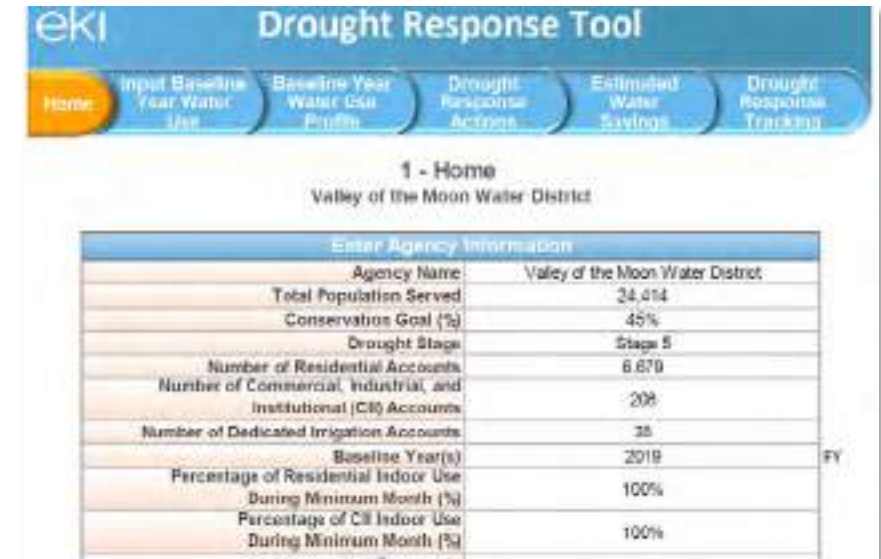 eki Drought Response Tool
Home
Input Baseline
Year Water
Use
Baseline Year
Water Use
Profile
Drought
Response
Actions
Estimated
Water
Savings
Drought
Response
Tracking
1 - Home
Valley of the Moon Water District
Enter Agency Information
Agency Name Valley of the Moon Water District
Total Population Served 24,414
Conservation Goal (%) 45%
Drought Stage Stage 5
Number of Residential Accounts 6,679
Number of Commercial, Industrial, and
Institutional (CII) Accounts 208
Number of Dedicated Irrigation Accounts 38
Baseline Year(s) 2019 FY
Percentage of Residential Indoor Use
During Minimum Month (%) 100%
Percentage of CII Indoor Use
During Minimum Month (%) 100%